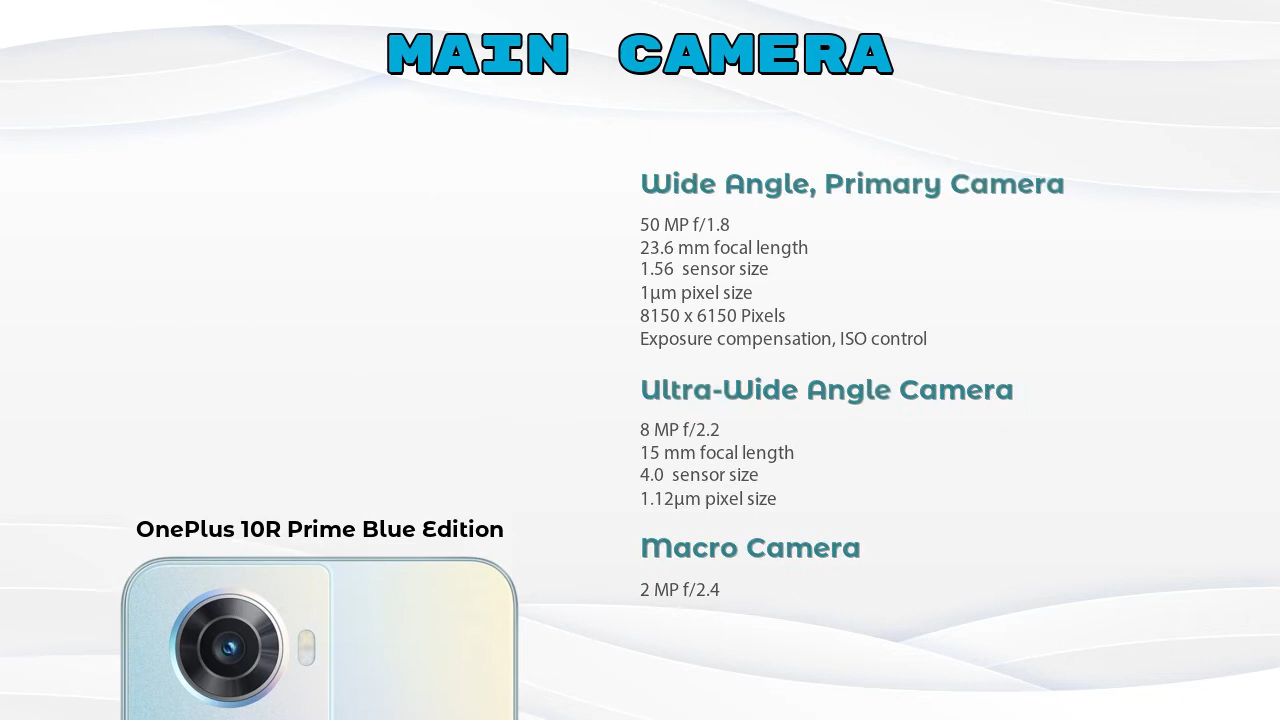 MAIN CAMERA
Wide Angle, Primary Camera
50 MP f/1.8
23.6 mm focal length
1.56  sensor size
1μm pixel size
8150 x 6150 Pixels
Exposure compensation, ISO control
Ultra-Wide Angle Camera
8 MP f/2.2
15 mm focal length
4.0  sensor size
1.12μm pixel size
Macro Camera
2 MP f/2.4
OnePlus 10R Prime Blue Edition